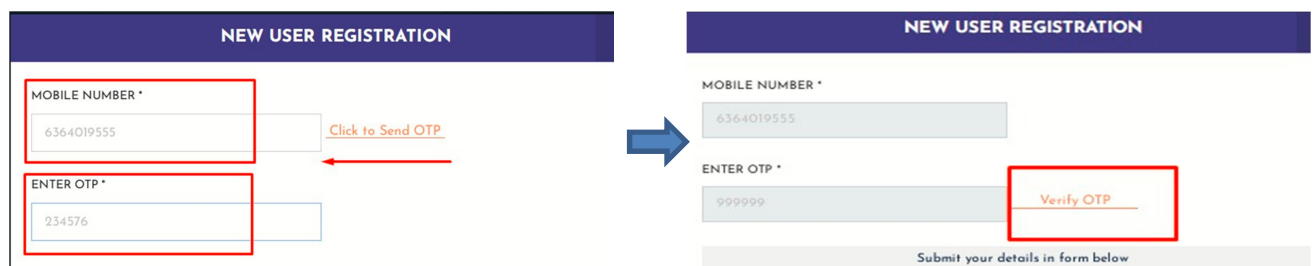 NEW USER REGISTRATION
MOBILE NUMBER *
6364019555
Click to Send OTP
ENTER OTP *
234576
NEW USER REGISTRATION
MOBILE NUMBER *
6364019555
ENTER OTP *
999999
Verify OTP
Submit your details in form below